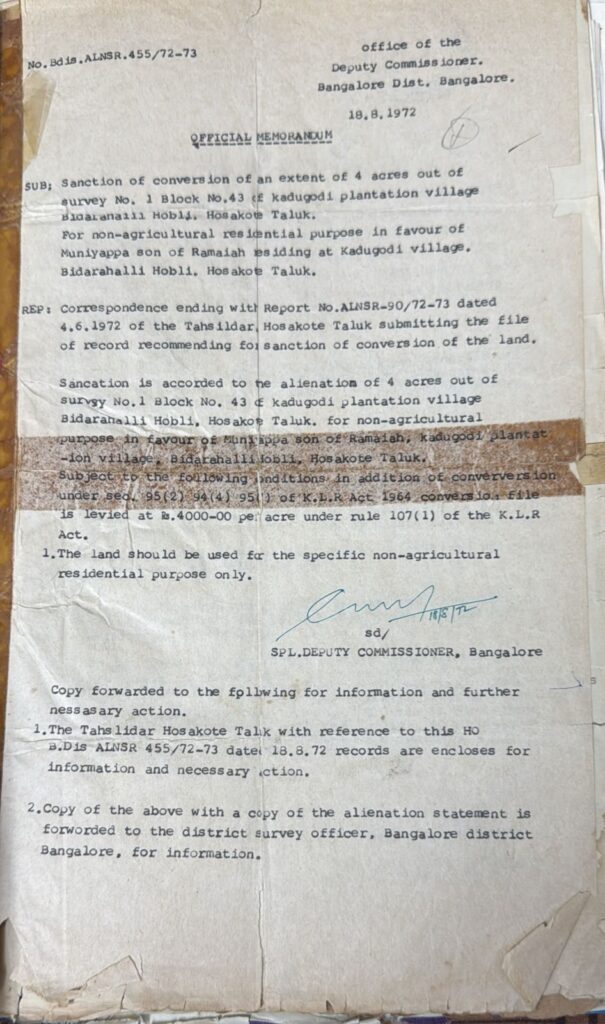 No.Bdis.ALNSR.455/72-73
office of the
Deputy Commissioner.
Bangalore Dist, Bangalore.
18.8.1972
OFFICIAL MEMORANDUM
SUB; Sanction of conversion of an extent of 4 acres out of
survey No. 1 Block No.43 of kadugodi plantation village
Bidarahalli Hobli, Hosakote Taluk.
For non-agricultural residential purpose in favour of
Muniyappa son of Ramaiah residing at Kadugodi village.
Bidarahalli Hobli, Hosakote Taluk.
REP: Correspondence ending with Report No.ALNSR-90/72-73 dated
4.6.1972 of the Tahsildar, Hosakote Taluk submitting the file
of record recommending for sanction of conversion of the land.
Sancation is accorded to the alienation of 4 acres out of
survey No.1 Block No. 43 of kadugodi plantation village
Bidarahalli Hobli, Hosakote Taluk. for non-agricultural
purpose in favour of Muniyappa son of Ramaiah, kadugodi plantat
-ion village, Bidarahalli Hobli, Hosakote Taluk.
Subject to the following conditions in addition of converversion
under sec. 95(2) 94(4) of K.L.R Act 1964 conversion file
is levied at Rs.4000-00 per acre under rule 107(1) of the K.L.R
Act.
1.The land should be used for the specific non-agricultural
residential purpose only.
18/8/72
sd/
SPL.DEPUTY COMMISSIONER, Bangalore
Copy forwarded to the fpllwing for information and further
nessasary action.
1.The Tahslidar Hosakote Taluk with reference to this HO
B.Dis ALNSR 455/72-73 dated 18.8.72 records are encloses for
information and necessary action.
2.Copy of the above with a copy of the alienation statement is
forworded to the district survey officer, Bangalore district
Bangalore, for information.